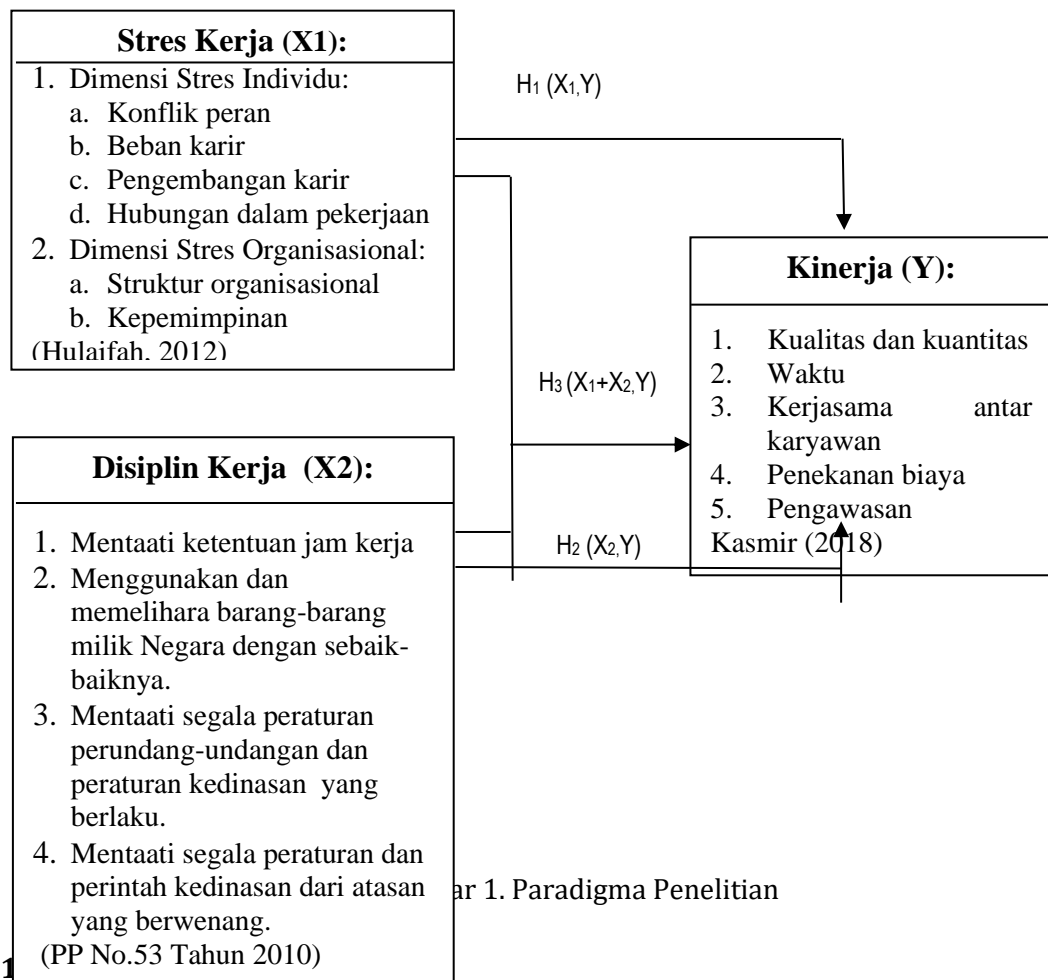 Stres Kerja (X1):
1. Dimensi Stres Individu:
a. Konflik peran
b. Beban karir
c. Pengembangan karir
d. Hubungan dalam pekerjaan
2. Dimensi Stres Organisasional:
a. Struktur organisasional
b. Kepemimpinan
(Hulaifah, 2012)
H₁ (X₁,Y)
H₃ (X₁+X₂,Y)
H₂ (X₂,Y)
Kinerja (Y):
1. Kualitas dan kuantitas
2. Waktu
3. Kerjasama antar
karyawan
4. Penekanan biaya
5. Pengawasan
Kasmir (2018)
Disiplin Kerja (X2):
1. Mentaati ketentuan jam kerja
2. Menggunakan dan
memelihara barang-barang
milik Negara dengan sebaik-
baiknya.
3. Mentaati segala peraturan
perundang-undangan dan
peraturan kedinasan yang
berlaku.
4. Mentaati segala peraturan dan
perintah kedinasan dari atasan
yang berwenang.
(PP No.53 Tahun 2010)
ar 1. Paradigma Penelitian
1